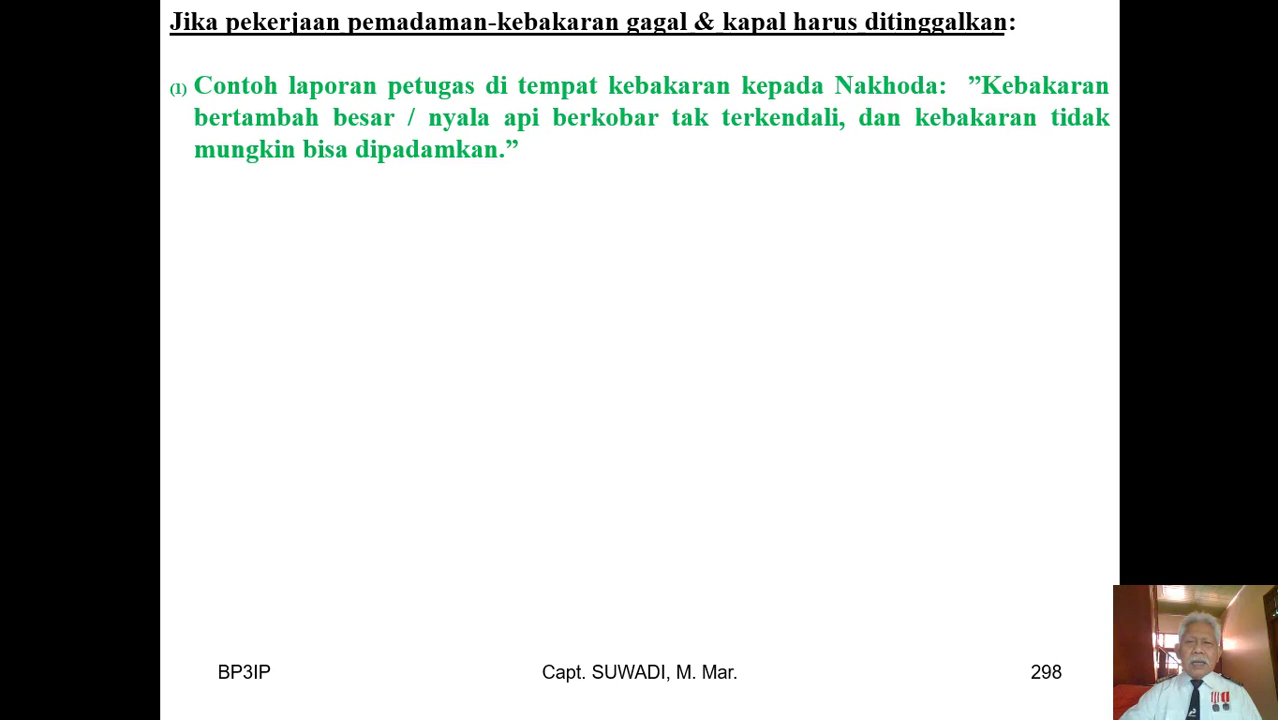 Jika pekerjaan pemadaman-kebakaran gagal & kapal harus ditinggalkan:
(1) Contoh laporan petugas di tempat kebakaran kepada Nakhoda: ”Kebakaran
bertambah besar / nyala api berkobar tak terkendali, dan kebakaran tidak
mungkin bisa dipadamkan.”
BP3IP Capt. SUWADI, M. Mar. 298